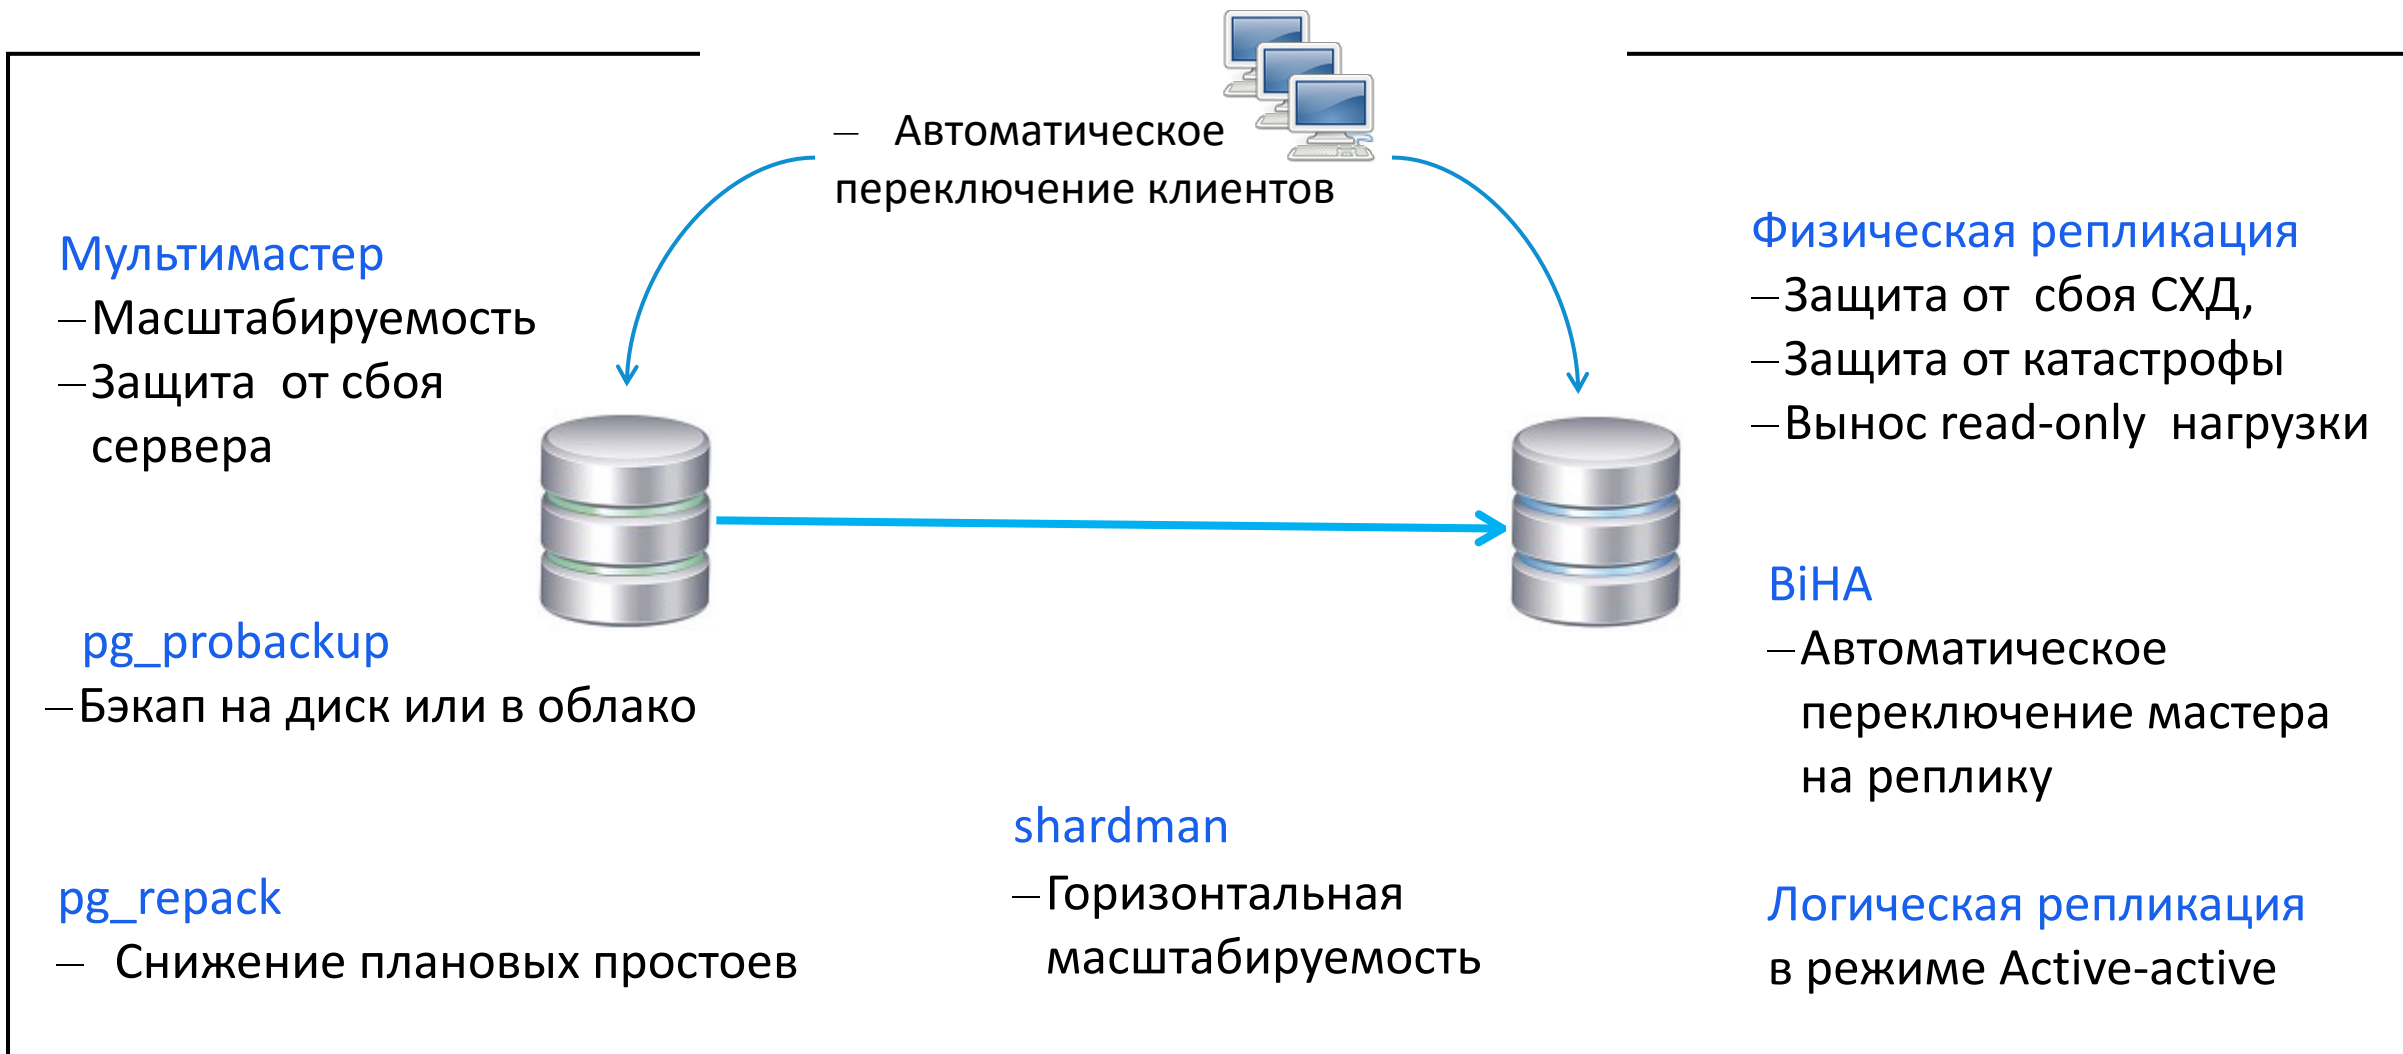 — Автоматическое
переключение клиентов
Мультимастер
—Масштабируемость
—Защита от сбоя
сервера
pg_probackup
—Бэкап на диск или в облако
pg_repack
— Снижение плановых простоев
shardman
—Горизонтальная
масштабируемость
Физическая репликация
—Защита от сбоя СХД,
—Защита от катастрофы
—Вынос read-only нагрузки
BiHA
—Автоматическое
переключение мастера
на реплику
Логическая репликация
в режиме Active-active